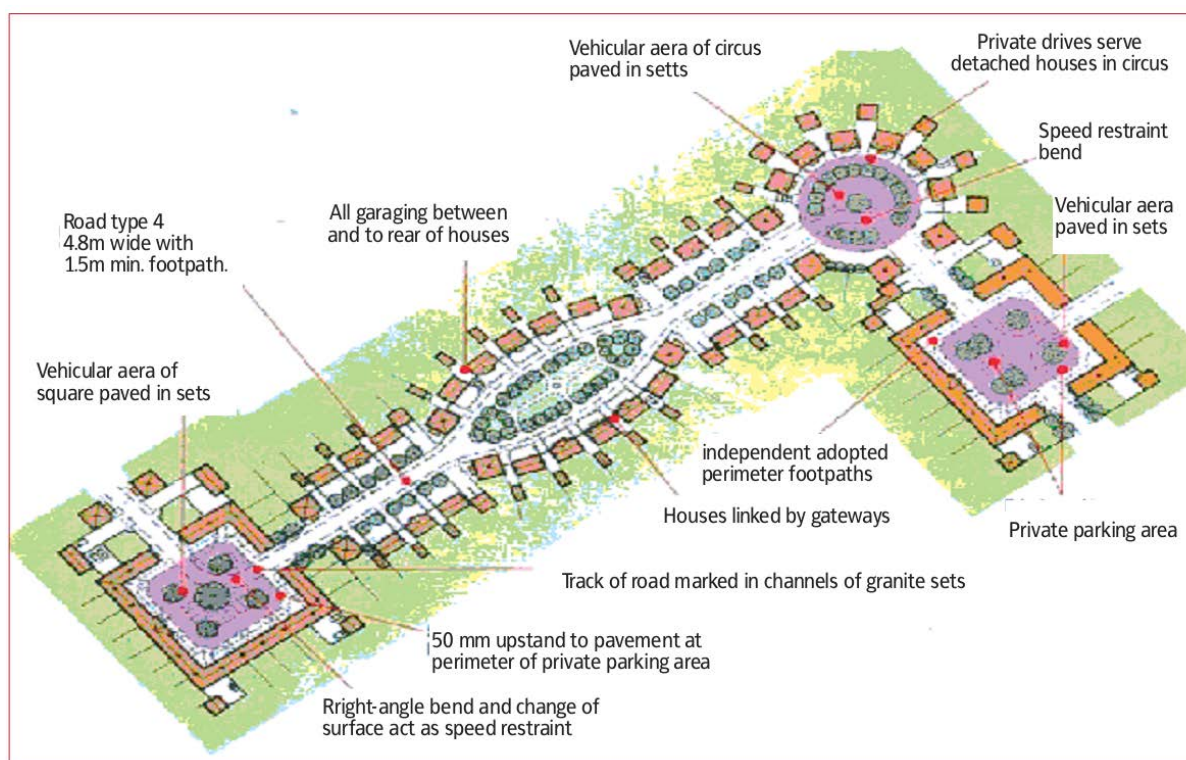 Vehicular aera of circus
paved in setts
Private drives serve
detached houses in circus
Speed restraint
bend
Vehicular aera
paved in sets
Road type 4
4.8m wide with
1.5m min. footpath.
All garaging between
and to rear of houses
Vehicular aera of
square paved in sets
independent adopted
perimeter footpaths
Houses linked by gateways
Private parking area
Track of road marked in channels of granite sets
50 mm upstand to pavement at
perimeter of private parking area
Rright-angle bend and change of
surface act as speed restraint